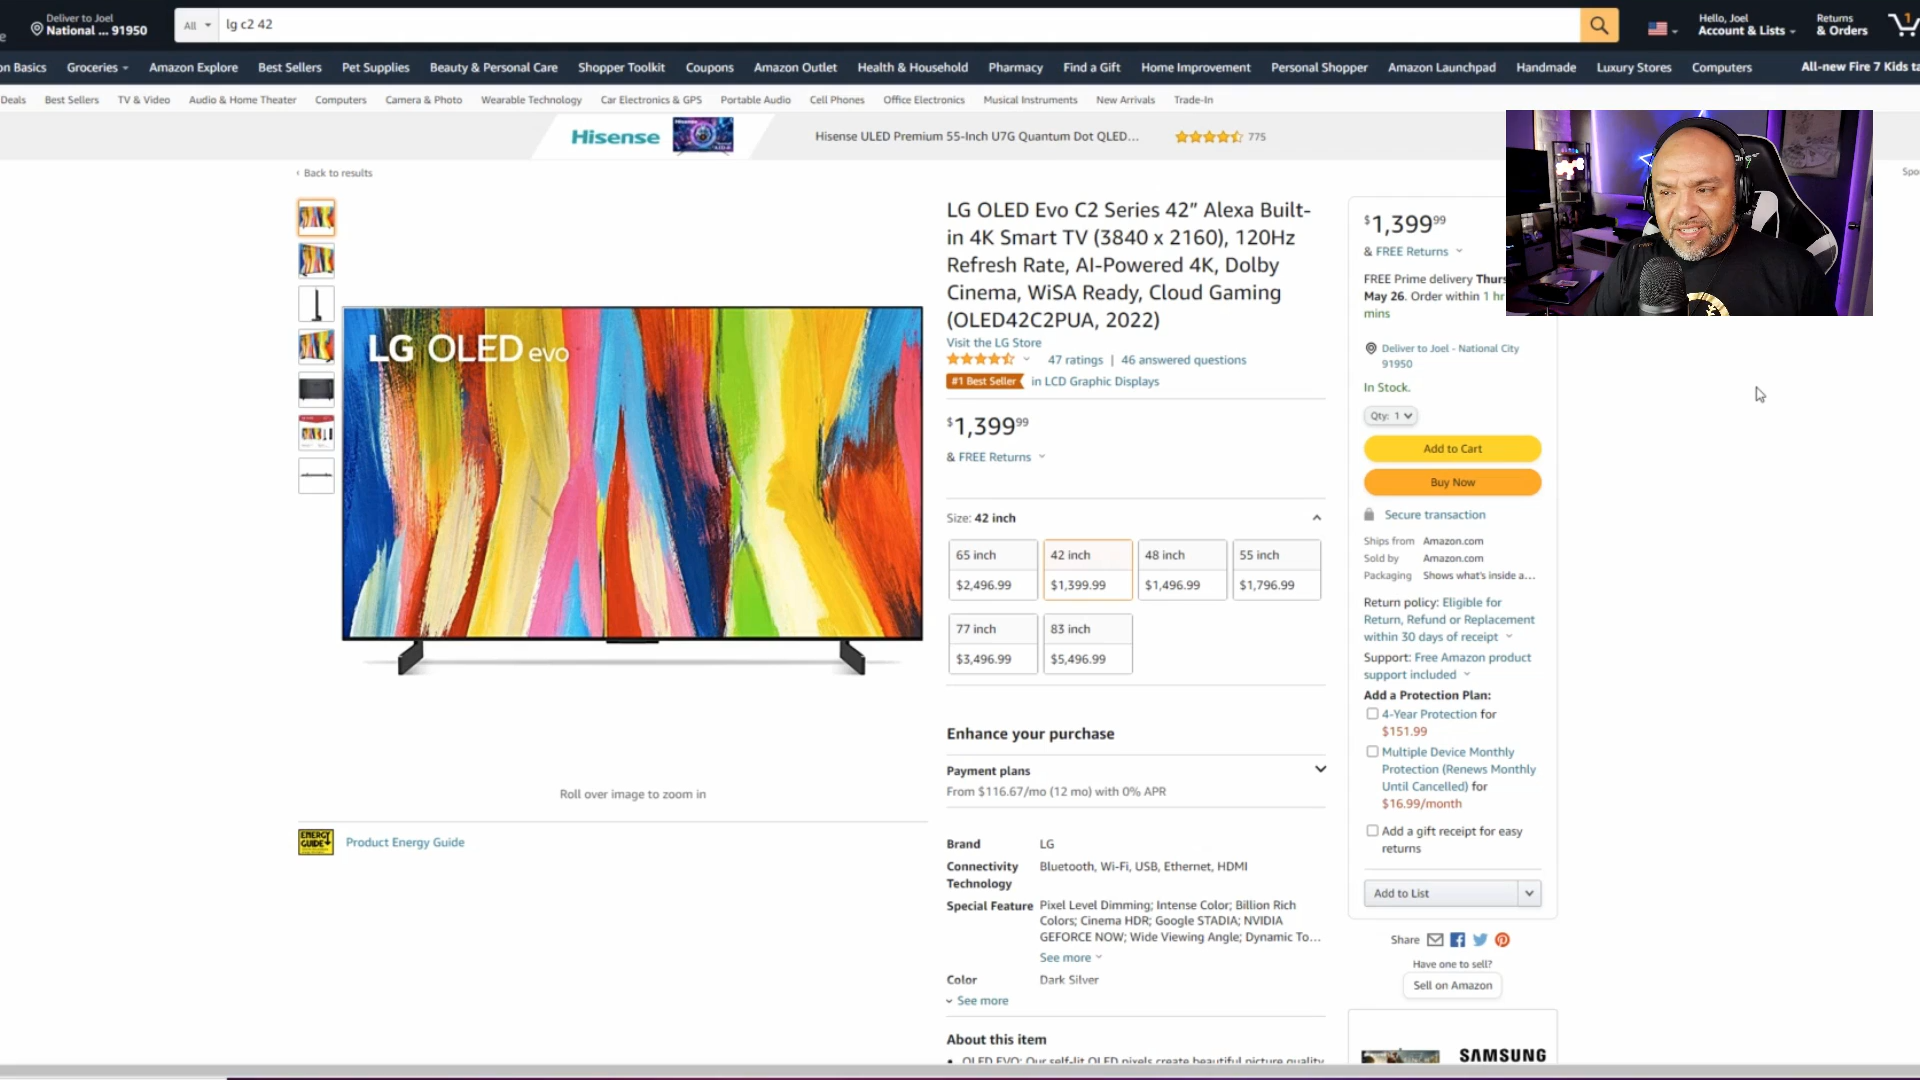 Deliver to Joel
National ... 91950
All
lg c2 42
Hello, Joel
Account & Lists
Returns
& Orders
1
on Basics
Groceries
Amazon Explore
Best Sellers
Pet Supplies
Beauty & Personal Care
Shopper Toolkit
Coupons
Amazon Outlet
Health & Household
Pharmacy
Find a Gift
Home Improvement
Personal Shopper
Amazon Launchpad
Handmade
Luxury Stores
Computers
All-new Fire 7 Kids ta
Deals
Best Sellers
TV & Video
Audio & Home Theater
Computers
Camera & Photo
Wearable Technology
Car Electronics & GPS
Portable Audio
Cell Phones
Office Electronics
Musical Instruments
New Arrivals
Trade-In
Hisense
Hisense ULED Premium 55-Inch U7G Quantum Dot QLED...
775
‹ Back to results
Spo
LG OLED evo
Roll over image to zoom in
ENERGY
GUIDE
Product Energy Guide
LG OLED Evo C2 Series 42” Alexa Built-
in 4K Smart TV (3840 x 2160), 120Hz
Refresh Rate, AI-Powered 4K, Dolby
Cinema, WiSA Ready, Cloud Gaming
(OLED42C2PUA, 2022)
Visit the LG Store
47 ratings | 46 answered questions
#1 Best Seller in LCD Graphic Displays
$1,399.99
& FREE Returns
Size: 42 inch
65 inch
$2,496.99
42 inch
$1,399.99
48 inch
$1,496.99
55 inch
$1,796.99
77 inch
$3,496.99
83 inch
$5,496.99
Enhance your purchase
Payment plans
From $116.67/mo (12 mo) with 0% APR
Brand LG
Connectivity Technology Bluetooth, Wi-Fi, USB, Ethernet, HDMI
Special Feature Pixel Level Dimming; Intense Color; Billion Rich
Colors; Cinema HDR; Google STADIA; NVIDIA
GEFORCE NOW; Wide Viewing Angle; Dynamic To...
See more
Color Dark Silver
See more
About this item
• OLED EVO: Our self-lit OLED pixels create beautiful picture quality
$1,399.99
& FREE Returns
FREE Prime delivery Thurs
May 26. Order within 1 hr
mins
Deliver to Joel - National City
91950
In Stock.
Qty: 1
Add to Cart
Buy Now
Secure transaction
Ships from Amazon.com
Sold by Amazon.com
Packaging Shows what's inside a...
Return policy: Eligible for
Return, Refund or Replacement
within 30 days of receipt
Support: Free Amazon product
support included
Add a Protection Plan:
4-Year Protection for
$151.99
Multiple Device Monthly
Protection (Renews Monthly
Until Cancelled) for
$16.99/month
Add a gift receipt for easy
returns
Add to List
Share
Have one to sell?
Sell on Amazon
SAMSUNG